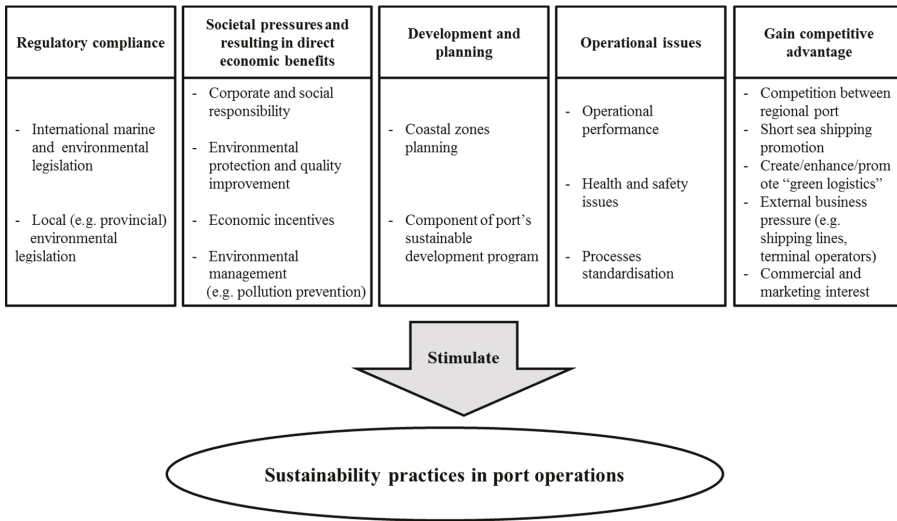 Regulatory compliance
- International marine
and environmental
legislation
- Local (e.g. provincial)
environmental
legislation
Societal pressures and
resulting in direct
economic benefits
- Corporate and social
responsibility
- Environmental
protection and quality
improvement
- Economic incentives
- Environmental
management
(e.g. pollution prevention)
Development and
planning
- Coastal zones
planning
- Component of port's
sustainable
development program
Operational issues
- Operational
performance
- Health and safety
issues
- Processes
standardisation
Gain competitive
advantage
- Competition between
regional port
- Short sea shipping
promotion
- Create/enhance/pro
mote “green logistics”
- External business
pressure (e.g.
shipping lines,
terminal operators)
- Commercial and
marketing interest
Stimulate
Sustainability practices in port operations